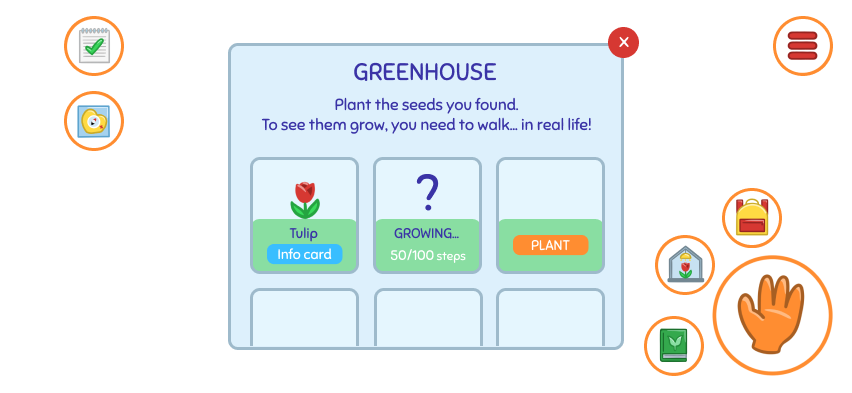 GREENHOUSE
Plant the seeds you found.
To see them grow, you need to walk... in real life!
?
Tulip
Info card
GROWING...
50/100 steps
PLANT